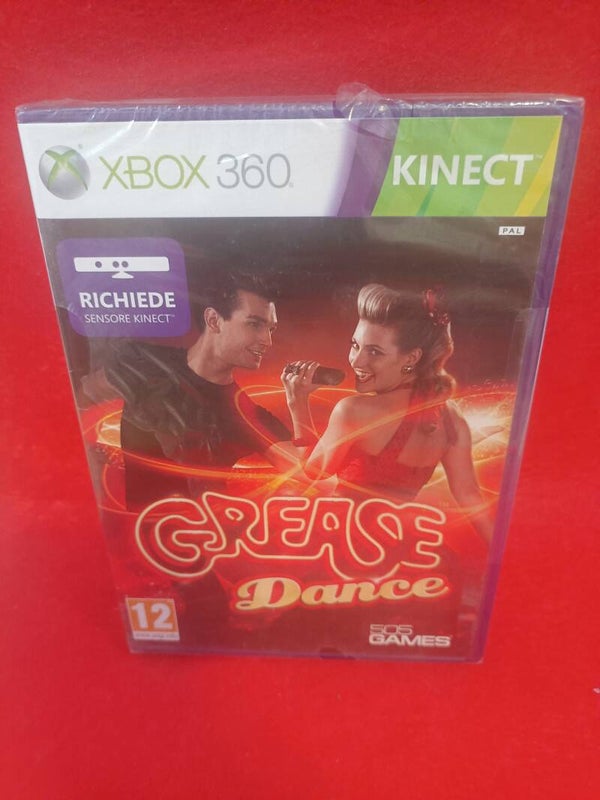 XBOX 360
KINECT
PAL
RICHIEDE
SENSORE KINECT
GREASE
Dance
12
505
GAMES